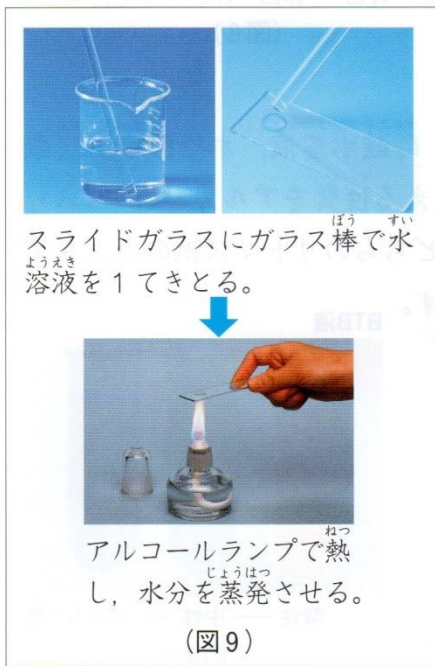 スライドガラスにガラス棒で水
溶液を1てきとる。
アルコールランプで熱
し，水分を蒸発させる。
(図9)